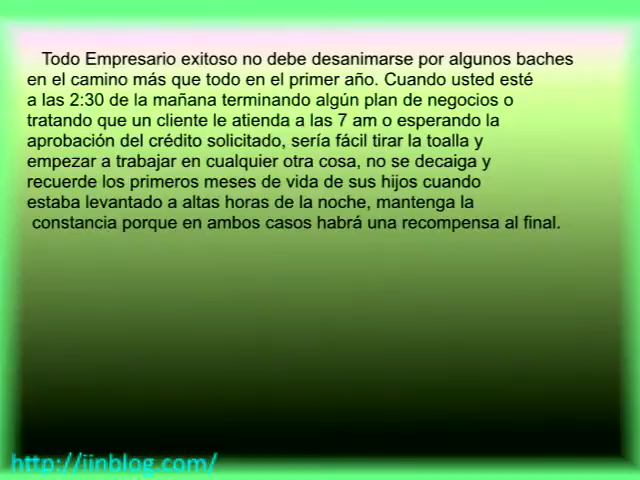 Todo Empresario exitoso no debe desanimarse por algunos baches
en el camino más que todo en el primer año. Cuando usted esté
a las 2:30 de la mañana terminando algún plan de negocios o
tratando que un cliente le atienda a las 7 am o esperando la
aprobación del crédito solicitado, sería fácil tirar la toalla y
empezar a trabajar en cualquier otra cosa, no se decaiga y
recuerde los primeros meses de vida de sus hijos cuando
estaba levantado a altas horas de la noche, mantenga la
constancia porque en ambos casos habrá una recompensa al final.
http://iinblog.com/